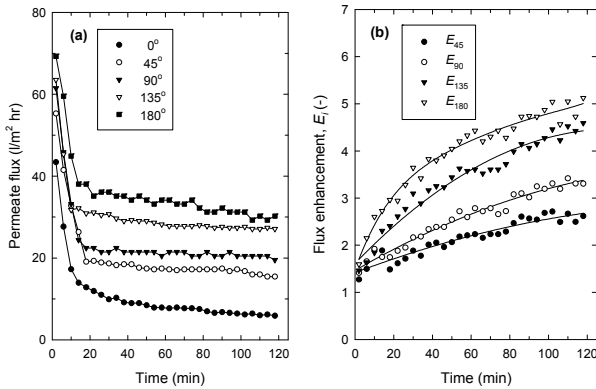 (a)
0°
45°
90°
135°
180°
Permeate flux (l/m² hr)
80
60
40
20
0
0 20 40 60 80 100 120
Time (min)
(b)
E₄₅
E₉₀
E₁₃₅
E₁₈₀
Flux enhancement, Eᵢ (-)
7
6
5
4
3
2
1
0
0 20 40 60 80 100 120
Time (min)